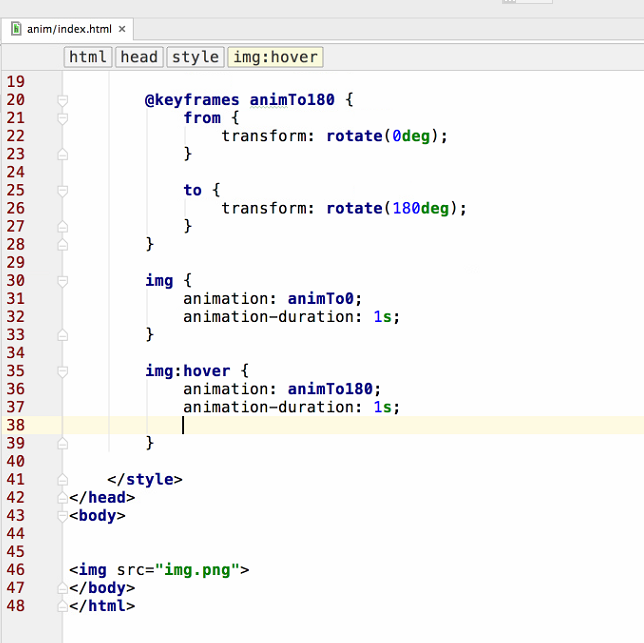 anim/index.html ×
html head style img:hover
19
20 @keyframes animTo180 {
21 from {
22 transform: rotate(0deg);
23 }
24
25 to {
26 transform: rotate(180deg);
27 }
28 }
29
30 img {
31 animation: animTo0;
32 animation-duration: 1s;
33 }
34
35 img:hover {
36 animation: animTo180;
37 animation-duration: 1s;
38
39 }
40
41 </style>
42 </head>
43 <body>
44
45
46 <img src="img.png">
47 </body>
48 </html>